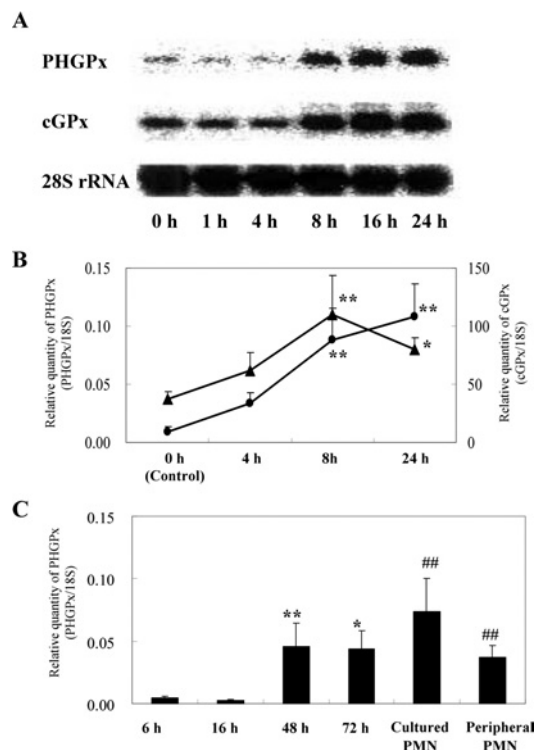 A
PHGPx
cGPx
28S rRNA
0 h 1 h 4 h 8 h 16 h 24 h
B
Relative quantity of PHGPx
(PHGPx/18S)
0.15
0.10
0.05
0.00
150
100
50
0
Relative quantity of cGPx
(cGPx/18S)
**
**
**
*
0 h 4 h 8h 24 h
(Control)
C
Relative quantity of PHGPx
(PHGPx/18S)
0.15
0.10
0.05
0.00
**
*
##
##
6 h 16 h 48 h 72 h Cultured Peripheral
PMN PMN